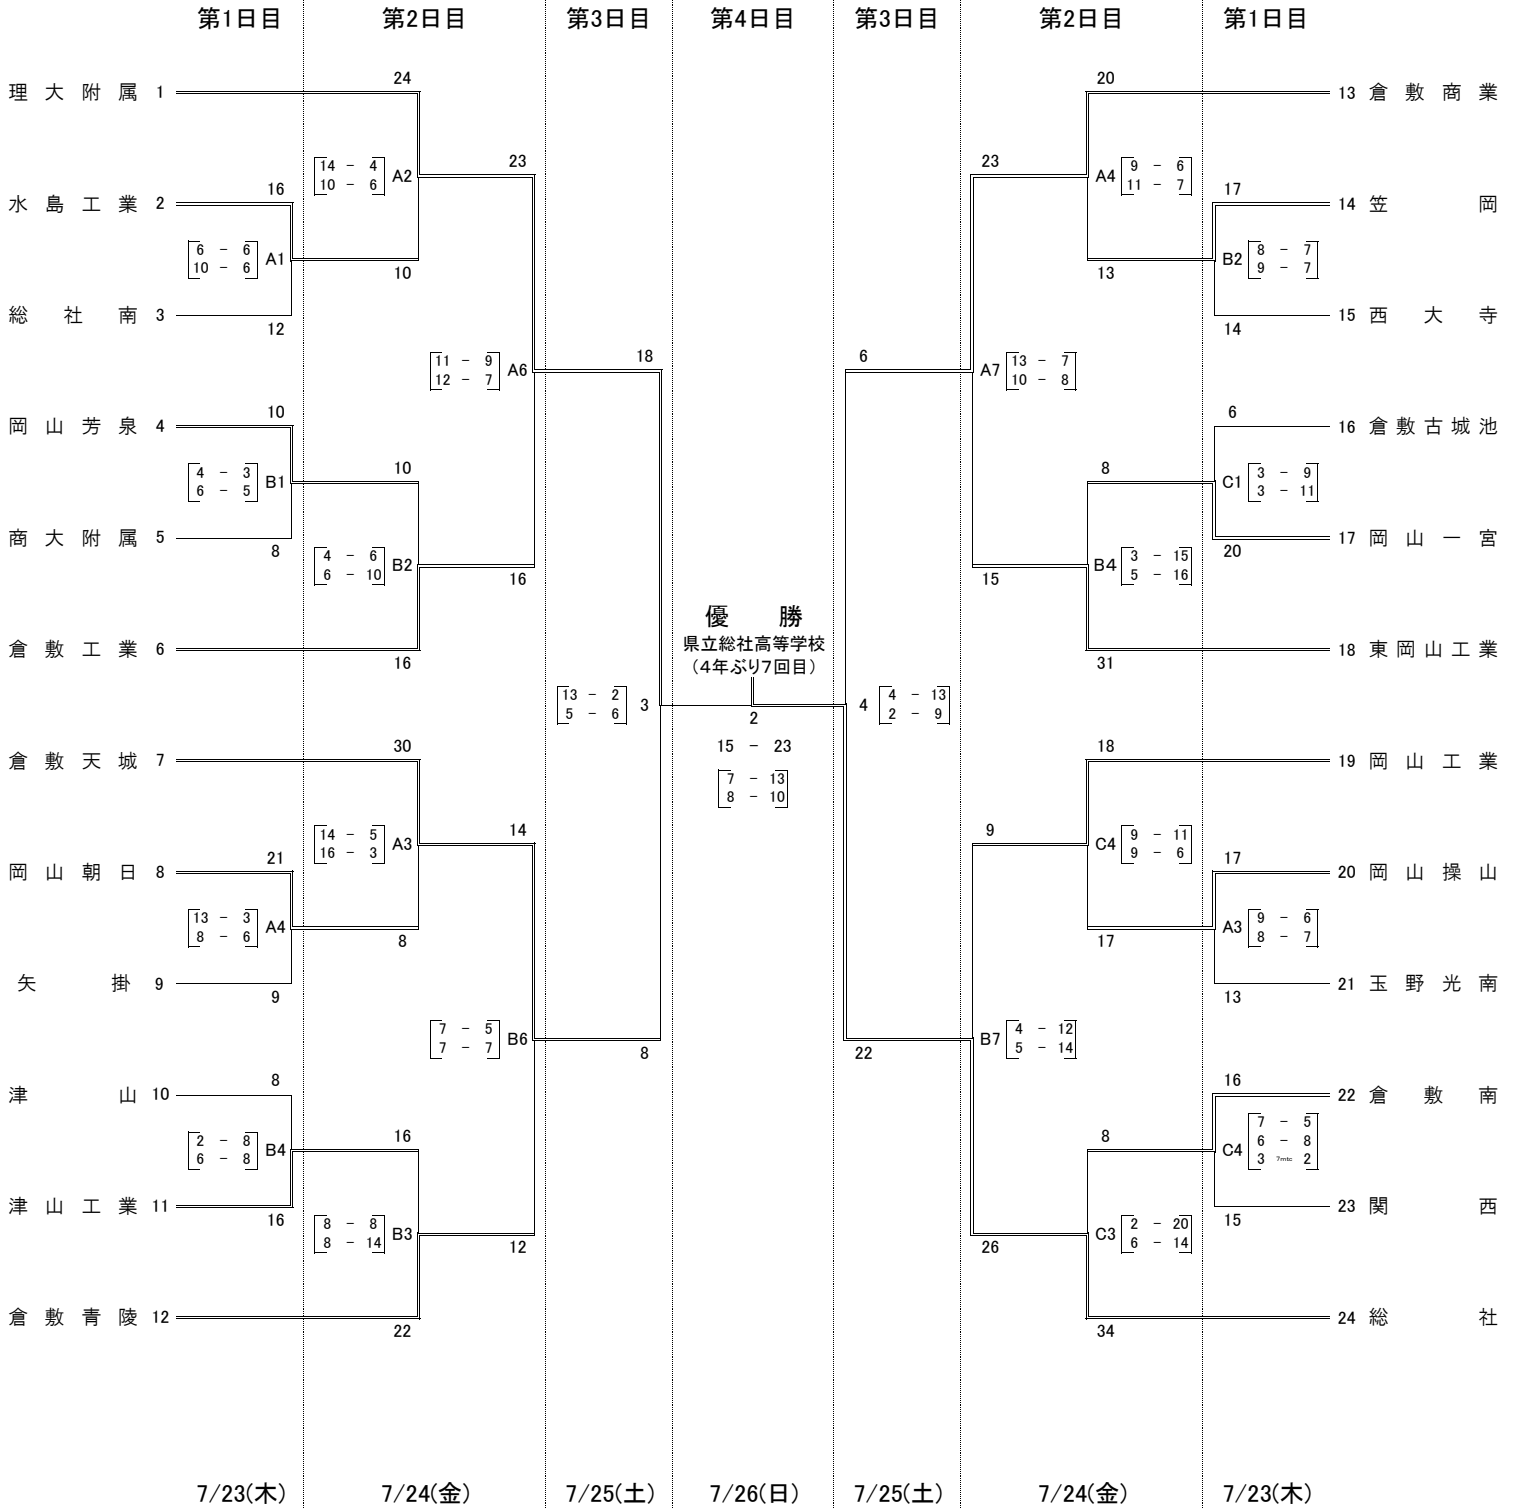 第1日目 第2日目 第3日目 第4日目 第3日目 第2日目 第1日目
24 20
理大附属 1 13 倉敷商業
14 - 4 23 23 9 - 6
A2 A4
10 - 6 11 - 7
16 17
水島工業 2 14 笠岡
6 - 6 8 - 7
A1 B2
10 - 6 9 - 7
10 13
総社南 3 15 西大寺
12 14
11 - 9 18 6 13 - 7
A6 A7
12 - 7 10 - 8
10 6
岡山芳泉 4 16 倉敷古城池
4 - 3 10 8 3 - 9
B1 C1
6 - 5 3 - 11
商大附属 5 17 岡山一宮
8 20
4 - 6 3 - 15
B2 B4
6 - 10 5 - 16
16 15
優勝
県立総社高等学校
倉敷工業 6 18 東岡山工業
16 (4年ぶり7回目) 31
13 - 2 4 - 13
3 4
5 - 6 2 - 9
2
30 15 - 23 18
倉敷天城 7 19 岡山工業
7 - 13
8 - 10
14 - 5 14 9 9 - 11
A3 C4
16 - 3 9 - 6
21 17
岡山朝日 8 20 岡山操山
13 - 3 9 - 6
A4 A3
8 - 6 8 - 7
8 17
矢掛 9 21 玉野光南
9 13
7 - 5 4 - 12
B6 B7
7 - 7 5 - 14
8 22
8 16
津山 10 22 倉敷南
2 - 8 16 8 7 - 5
B4 6 - 8
6 - 8 C4
3 7mtc 2
津山工業 11 23 関西
16 15
8 - 8 2 - 20
B3 C3
8 - 14 6 - 14
12 26
倉敷青陵 12 24 総社
22 34
7/23(木) 7/24(金) 7/25(土) 7/26(日) 7/25(土) 7/24(金) 7/23(木)